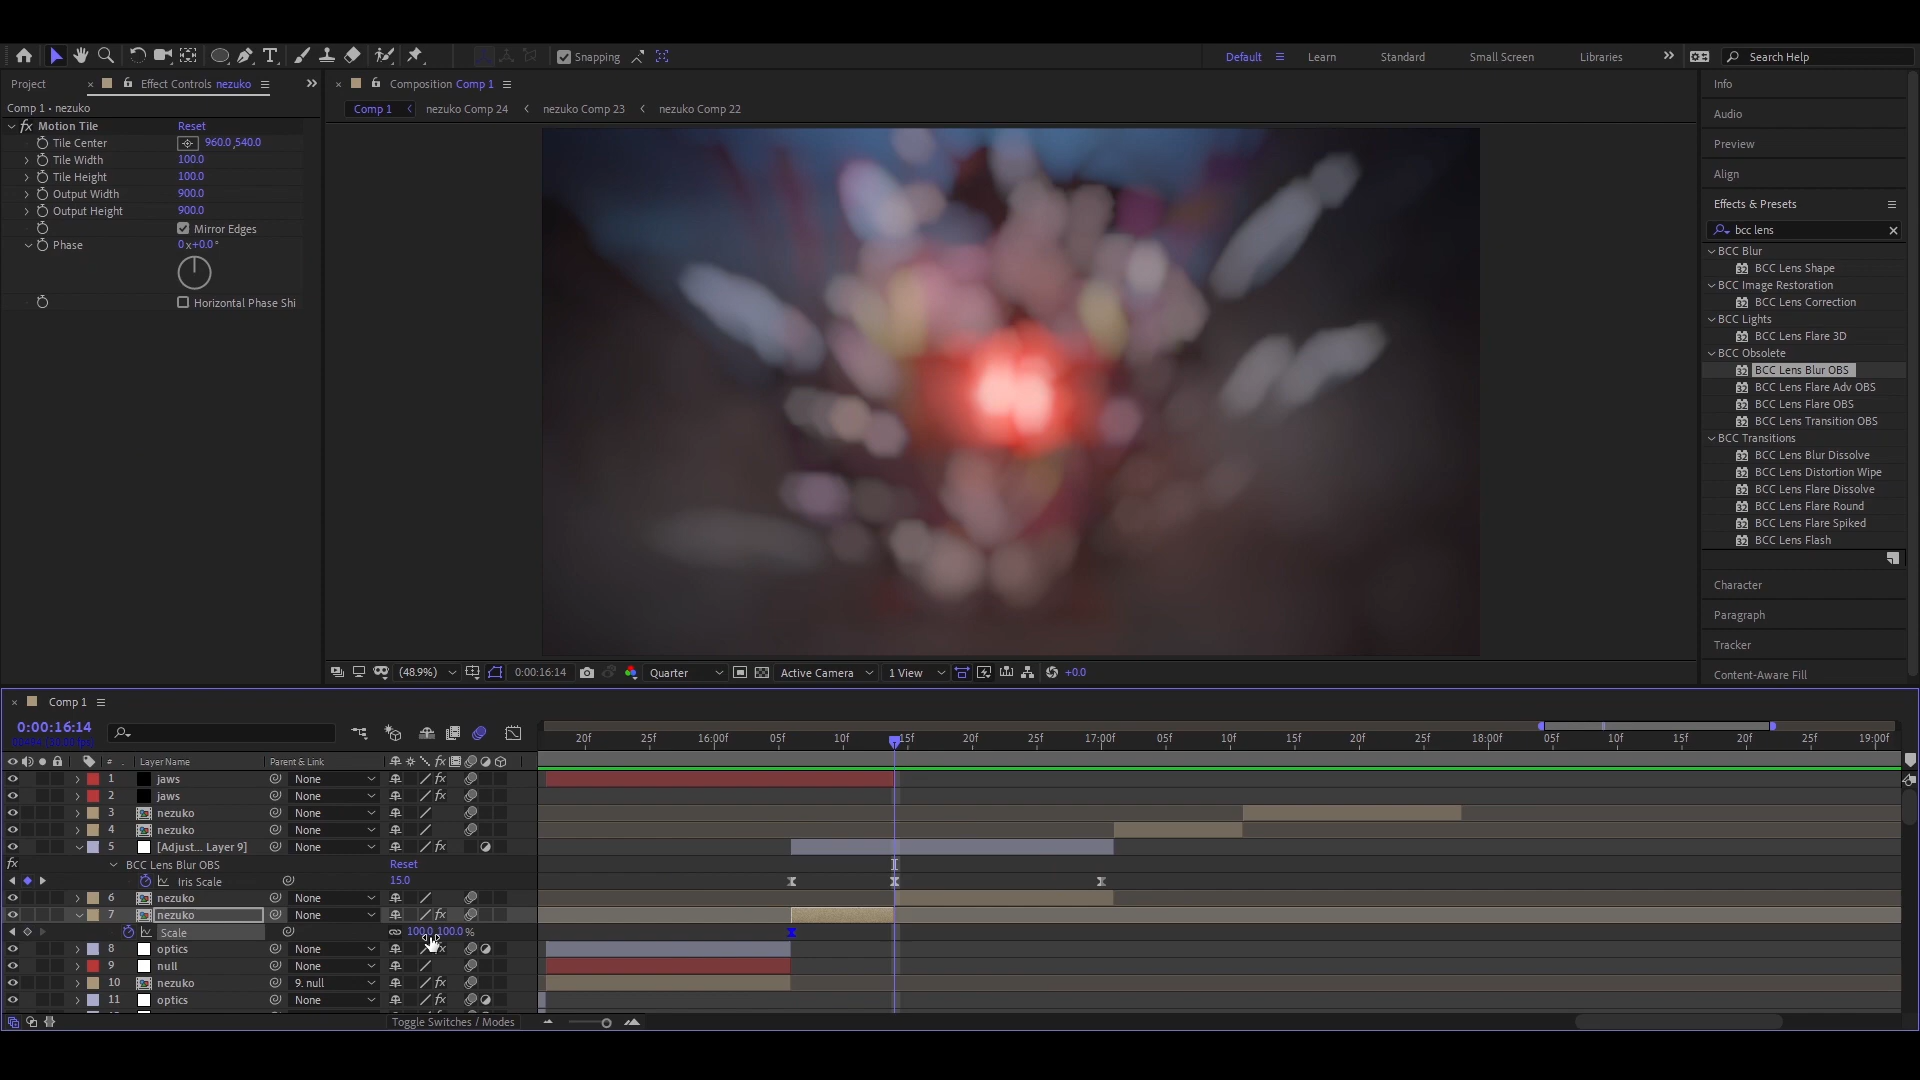 Snapping
Default
Learn
Standard
Small Screen
Libraries
Search Help
Project
Effect Controls nezuko
Composition Comp 1
Comp 1 • nezuko
Comp 1
nezuko Comp 24
nezuko Comp 23
nezuko Comp 22
fx Motion Tile Reset
Tile Center 960.0,540.0
Tile Width 100.0
Tile Height 100.0
Output Width 900.0
Output Height 900.0
Mirror Edges
Phase 0x+0.0°
Horizontal Phase Shi
Info
Audio
Preview
Align
Effects & Presets
bcc lens
BCC Blur
BCC Lens Shape
BCC Image Restoration
BCC Lens Correction
BCC Lights
BCC Lens Flare 3D
BCC Obsolete
BCC Lens Blur OBS
BCC Lens Flare Adv OBS
BCC Lens Flare OBS
BCC Lens Transition OBS
BCC Transitions
BCC Lens Blur Dissolve
BCC Lens Distortion Wipe
BCC Lens Flare Dissolve
BCC Lens Flare Round
BCC Lens Flare Spiked
BCC Lens Flash
Character
Paragraph
Tracker
Content-Aware Fill
(48.9%) 0:00:16:14 Quarter Active Camera 1 View +0.0
Comp 1
0:00:16:14
20f 25f 16:00f 05f 10f 15f 20f 25f 17:00f 05f 10f 15f 20f 25f 18:00f 05f 10f 15f 20f 25f 19:00f
# Layer Name Parent & Link
1 jaws None
2 jaws None
3 nezuko None
4 nezuko None
5 [Adjust... Layer 9] None
fx BCC Lens Blur OBS Reset
Iris Scale 15.0
6 nezuko None
7 nezuko None
Scale 100.0,100.0%
8 optics None
9 null None
10 nezuko 9. null
11 optics None
Toggle Switches / Modes